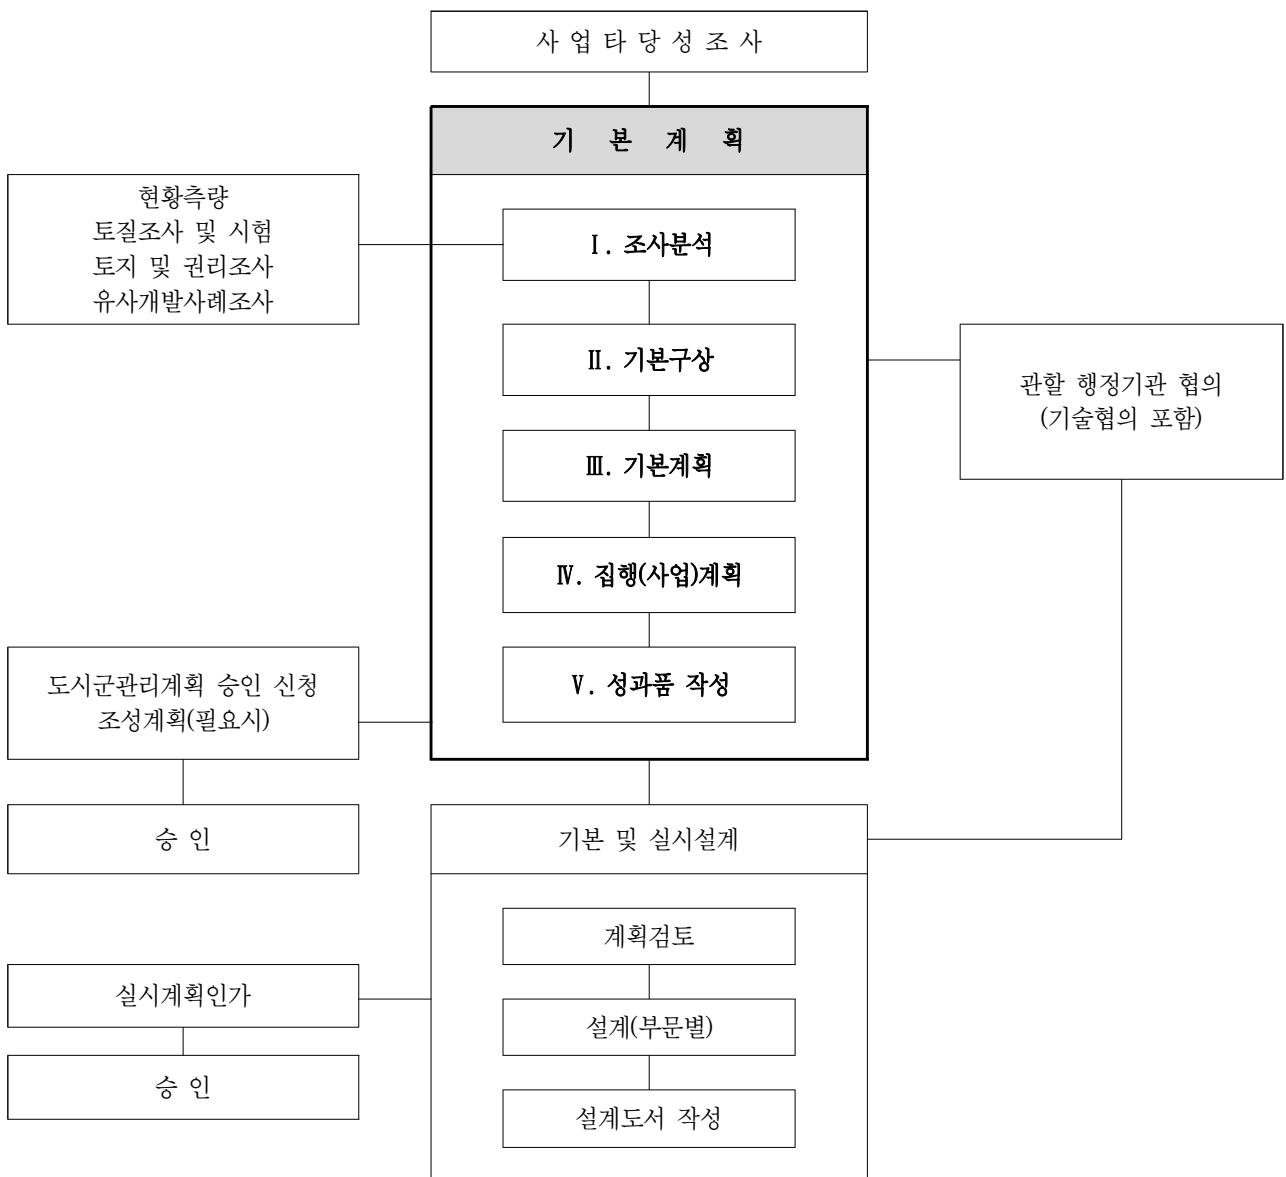 사 업 타 당 성 조 사
기 본 계 획
현황측량
토질조사 및 시험
토지 및 권리조사
유사개발사례조사
Ⅰ. 조사분석
Ⅱ. 기본구상
관할 행정기관 협의
(기술협의 포함)
Ⅲ. 기본계획
Ⅳ. 집행(사업)계획
도시군관리계획 승인 신청
조성계획(필요시)
Ⅴ. 성과품 작성
승 인
기본 및 실시설계
계획검토
실시계획인가
설계(부문별)
승 인
설계도서 작성